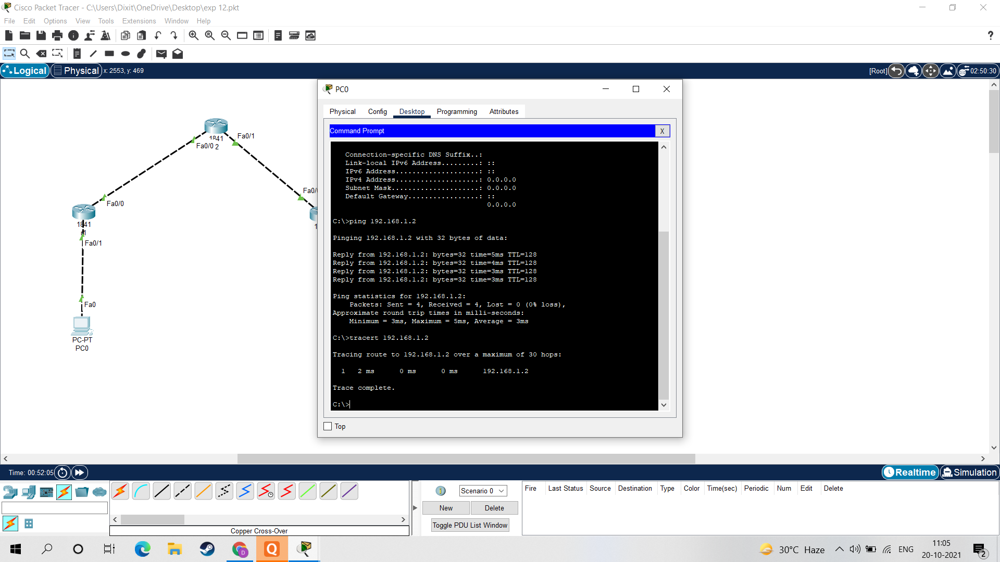 Cisco Packet Tracer - C:\Users\Dixit\OneDrive\Desktop\exp 12.pkt
File Edit Options View Tools Extensions Window Help
?
Logical Physical x: 2553, y: 469
[Root] 02:50:30
1841
2
Fa0/0
Fa0/1
Fa0/0
1841
r1
Fa0/1
Fa0
PC-PT
PC0
Fa0/
1
PC0
Physical Config Desktop Programming Attributes
Command Prompt
X
Connection-specific DNS Suffix..:
Link-local IPv6 Address.........: ::
IPv6 Address....................: ::
IPv4 Address....................: 0.0.0.0
Subnet Mask.....................: 0.0.0.0
Default Gateway.................: ::
0.0.0.0
C:\>ping 192.168.1.2
Pinging 192.168.1.2 with 32 bytes of data:
Reply from 192.168.1.2: bytes=32 time=5ms TTL=128
Reply from 192.168.1.2: bytes=32 time=4ms TTL=128
Reply from 192.168.1.2: bytes=32 time=3ms TTL=128
Reply from 192.168.1.2: bytes=32 time=3ms TTL=128
Ping statistics for 192.168.1.2:
Packets: Sent = 4, Received = 4, Lost = 0 (0% loss),
Approximate round trip times in milli-seconds:
Minimum = 3ms, Maximum = 5ms, Average = 3ms
C:\>tracert 192.168.1.2
Tracing route to 192.168.1.2 over a maximum of 30 hops:
1 2 ms 0 ms 0 ms 192.168.1.2
Trace complete.
C:\>
Top
Time: 00:52:05
Realtime Simulation
Scenario 0
New Delete
Toggle PDU List Window
Fire Last Status Source Destination Type Color Time(sec) Periodic Num Edit Delete
Copper Cross-Over
30°C Haze
ENG
11:05
20-10-2021
2